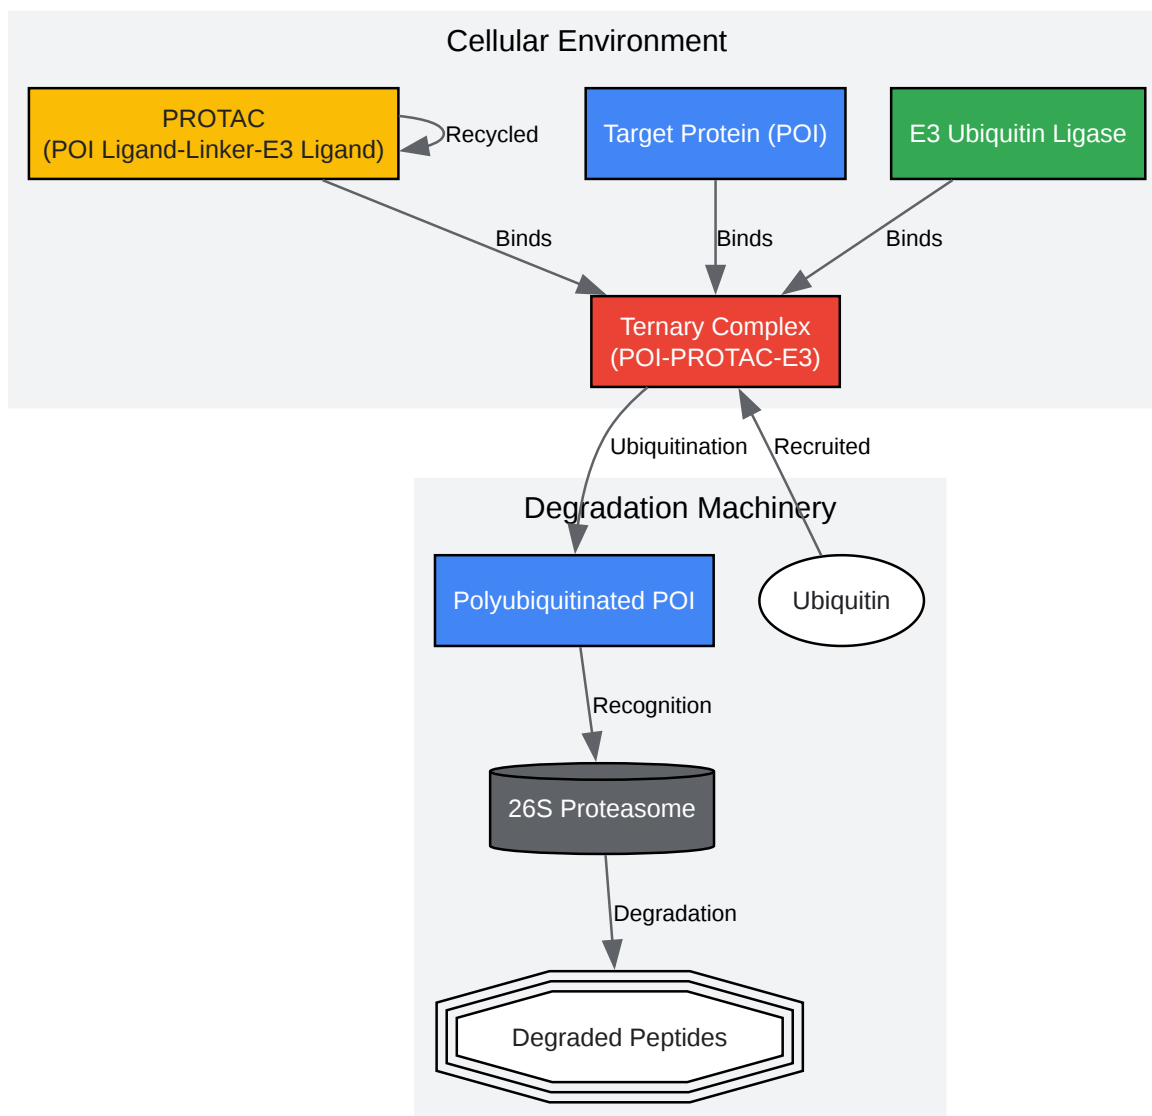 Cellular Environment
PROTAC
(POI Ligand-Linker-E3 Ligand)
Recycled
Target Protein (POI)
E3 Ubiquitin Ligase
Binds
Binds
Binds
Ternary Complex
(POI-PROTAC-E3)
Ubiquitination
Recruited
Degradation Machinery
Polyubiquitinated POI
Ubiquitin
Recognition
26S Proteasome
Degradation
Degraded Peptides